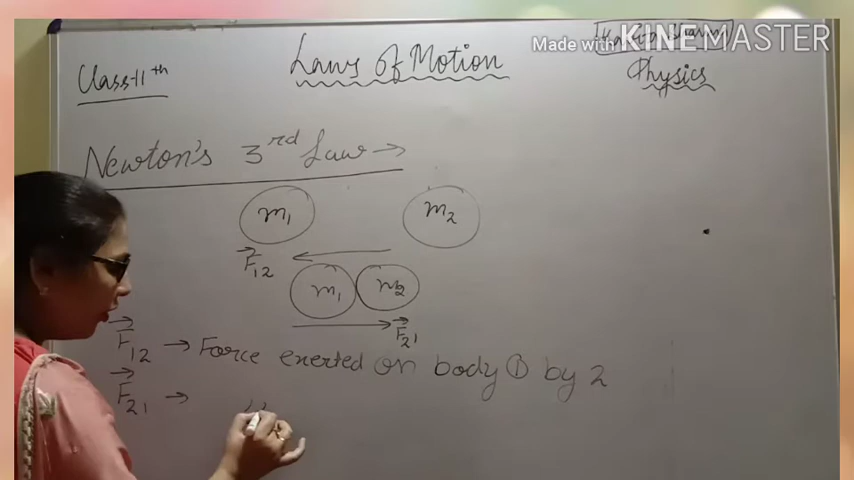 Made with KINEMASTER
Class-11th
Laws of Motion
Physics
Newton's 3rd Law →
m1
m2
F12
m1
m2
F21
F12 → Force exerted on body ① by 2
F21 → "